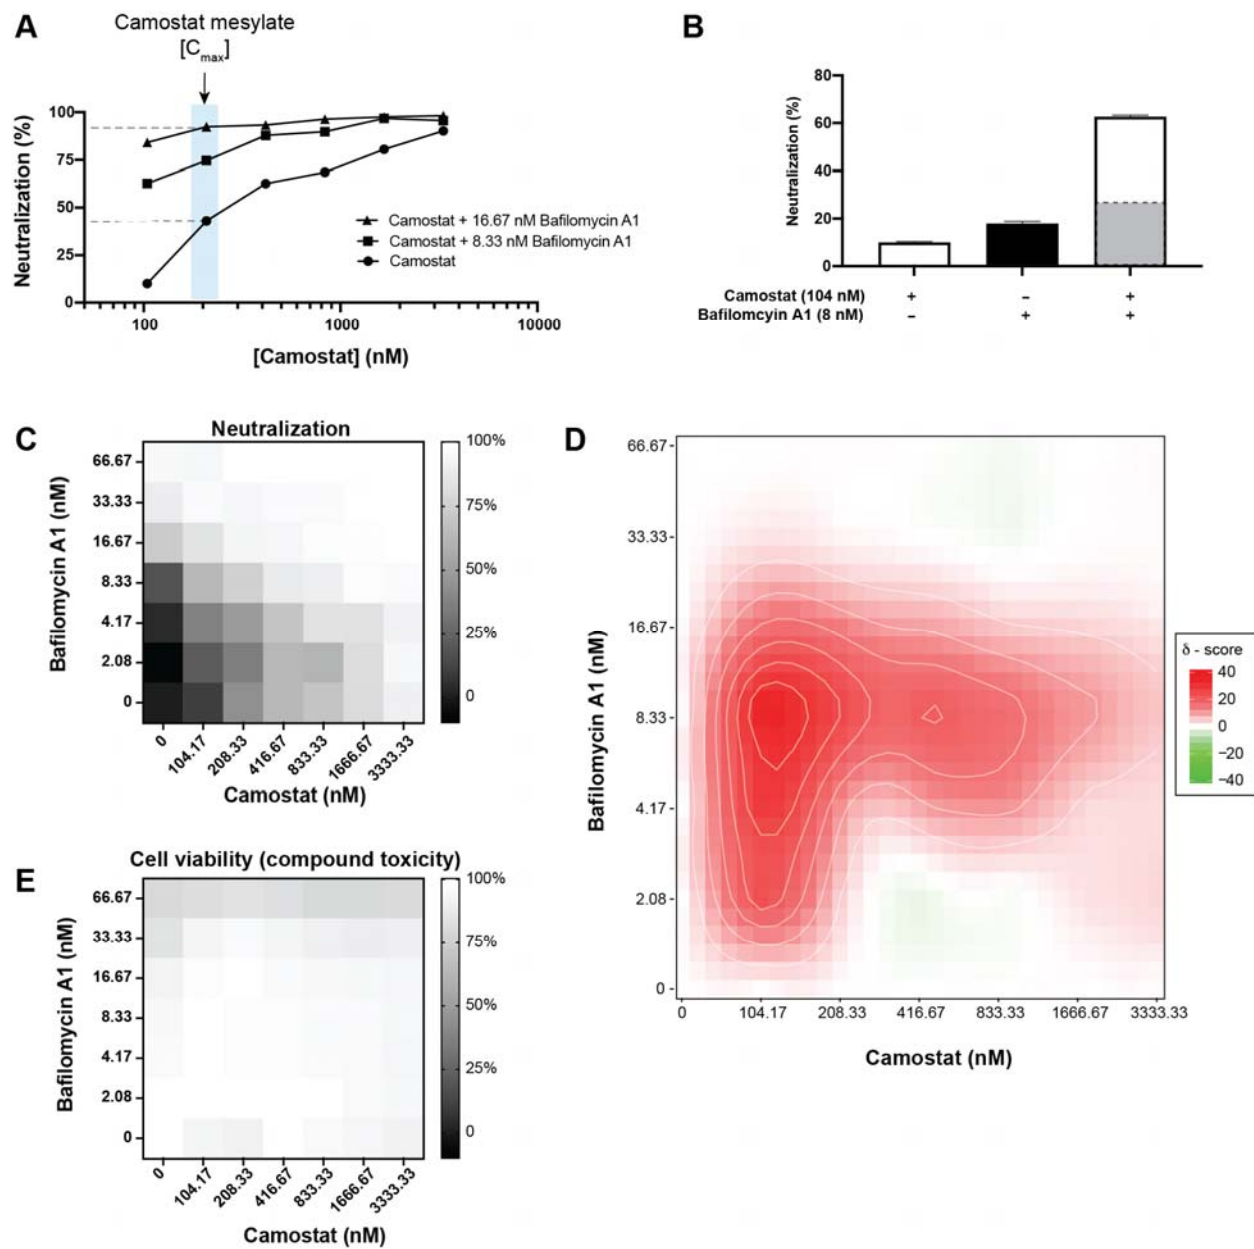 A
Camostat mesylate
[Cmax]
Neutralization (%)
100
75
50
25
0
Camostat + 16.67 nM Bafilomycin A1
Camostat + 8.33 nM Bafilomycin A1
Camostat
100
1000
10000
[Camostat] (nM)
B
Neutralization (%)
80
60
40
20
0
Camostat (104 nM) + – +
Bafilomcyin A1 (8 nM) – + +
C
Neutralization
Bafilomycin A1 (nM)
66.67
33.33
16.67
8.33
4.17
2.08
0
0
104.17
208.33
416.67
833.33
1666.67
3333.33
Camostat (nM)
100%
75%
50%
25%
0
D
Bafilomycin A1 (nM)
66.67
33.33
16.67
8.33
4.17
2.08
0
0
104.17
208.33
416.67
833.33
1666.67
3333.33
Camostat (nM)
δ - score
40
20
0
−20
−40
E
Cell viability (compound toxicity)
Bafilomycin A1 (nM)
66.67
33.33
16.67
8.33
4.17
2.08
0
0
104.17
208.33
416.67
833.33
1666.67
3333.33
Camostat (nM)
100%
75%
50%
25%
0